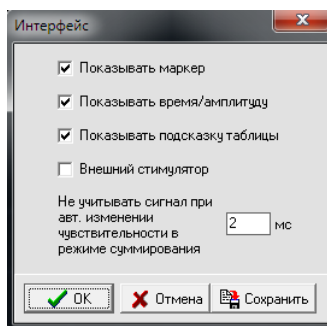 Интерфейс
Показывать маркер
Показывать время/амплитуду
Показывать подсказку таблицы
Внешний стимулятор
Не учитывать сигнал при
авт. изменении
чувствительности в
режиме суммирования
2 мс
OK Отмена Сохранить